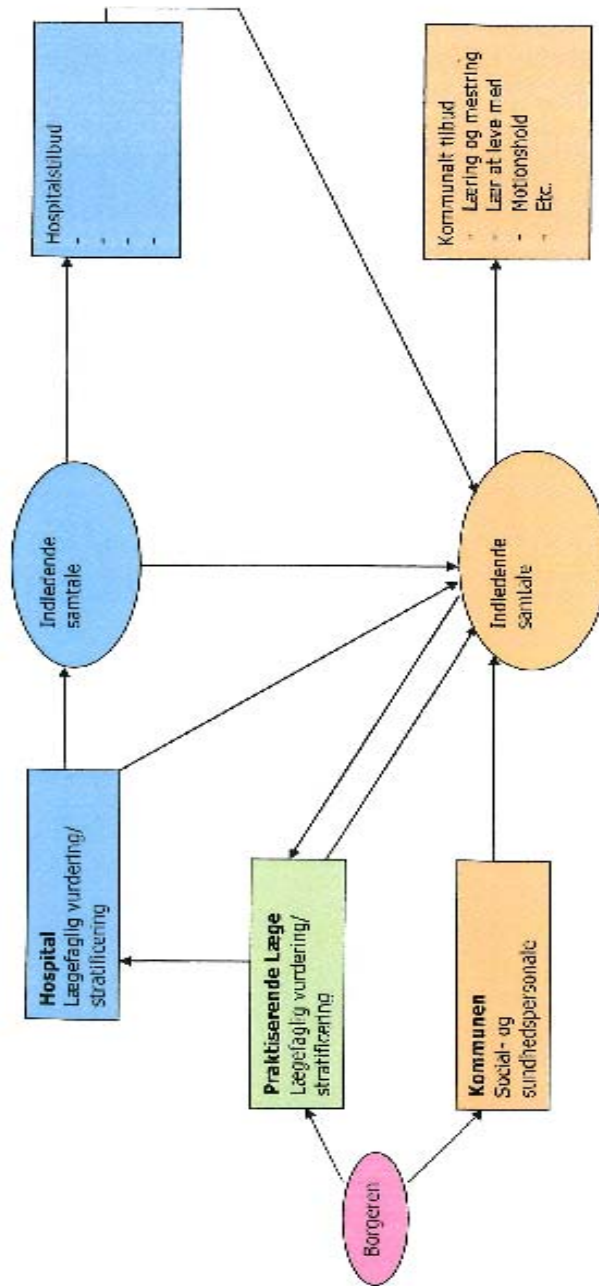 Borgeren
Hospital
Lægefaglig vurdering/
stratificering
Praktiserende Læge
Lægefaglig vurdering/
stratificering
Kommunen
Social- og
sundhedspersonale
Indledende
samtale
Indledende
samtale
Hospitalstilbud
-
-
-
-
Kommunalt tilbud
- Læring og mestring
- Lær at leve med
- Motionshold
- Etc.